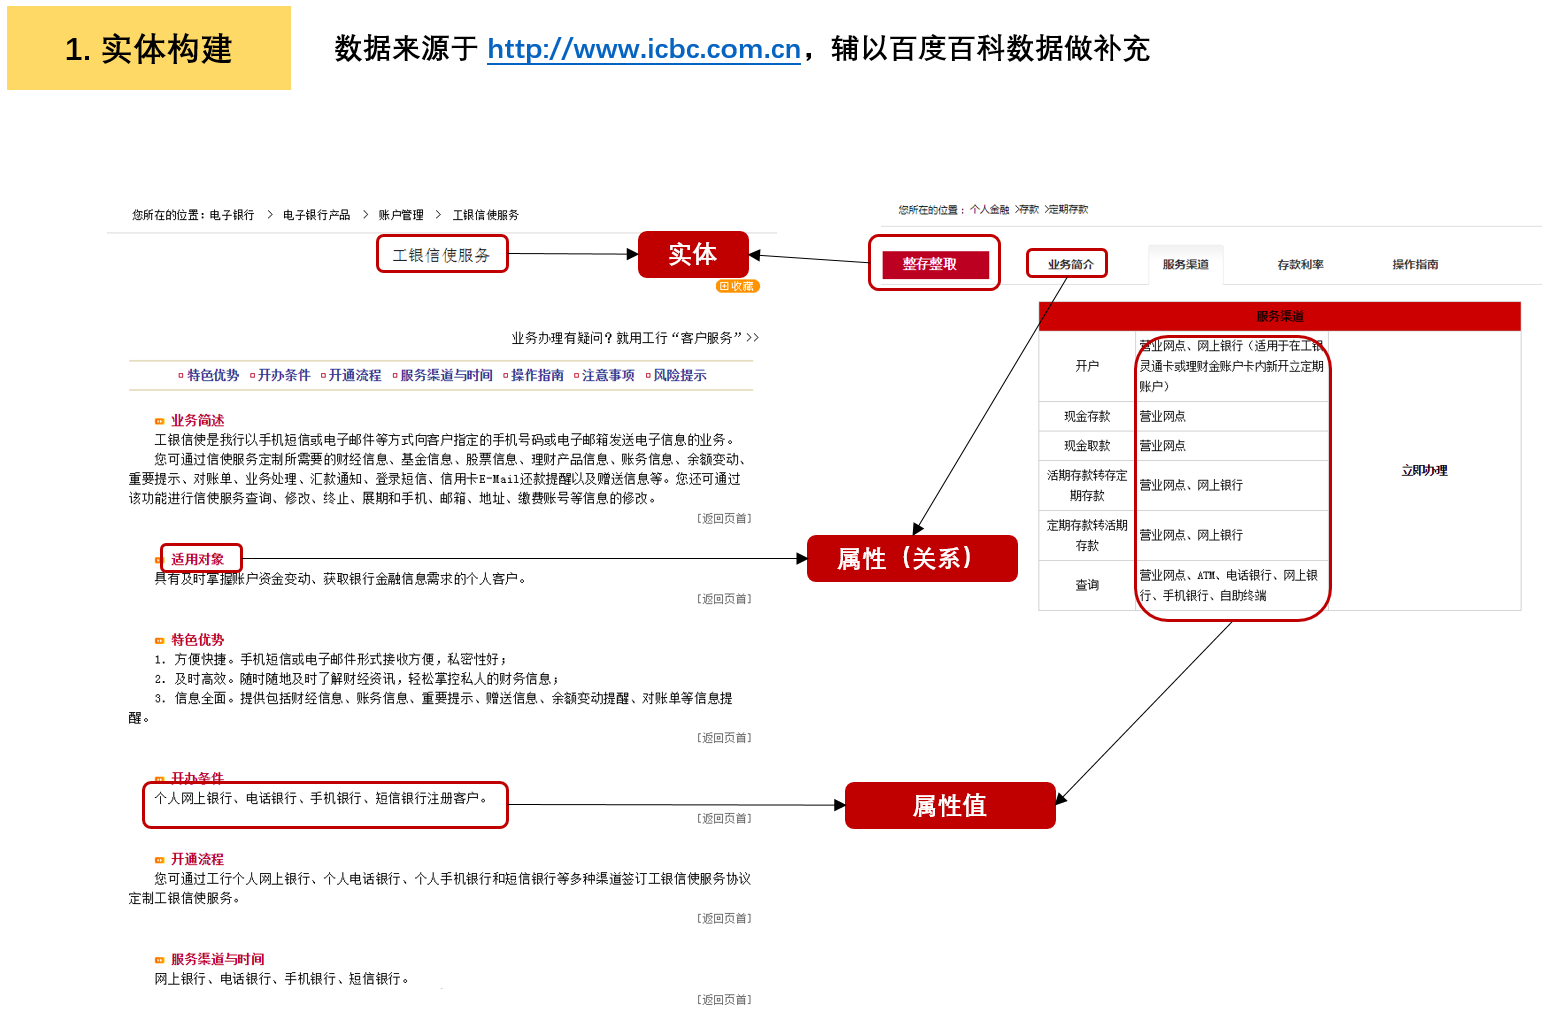 1. 实体构建
数据来源于 http://www.icbc.com.cn，辅以百度百科数据做补充
您所在的位置：电子银行 > 电子银行产品 > 账户管理 > 工银信使服务
工银信使服务
实体
收藏
业务办理有疑问？就用工行“客户服务”>>
特色优势 开办条件 开通流程 服务渠道与时间 操作指南 注意事项 风险提示
业务简述
工银信使是我行以手机短信或电子邮件等方式向客户指定的手机号码或电子邮箱发送电子信息的业务。
您可通过信使服务定制所需要的财经信息、基金信息、股票信息、理财产品信息、账务信息、余额变动、
重要提示、对账单、业务处理、汇款通知、登录短信、信用卡E-Mail还款提醒以及赠送信息等。您还可通过
该功能进行信使服务查询、修改、终止、展期和手机、邮箱、地址、缴费账号等信息的修改。
[返回页首]
适用对象
具有及时掌握账户资金变动、获取银行金融信息需求的个人客户。
[返回页首]
特色优势
1. 方便快捷。手机短信或电子邮件形式接收方便，私密性好；
2. 及时高效。随时随地及时了解财经资讯，轻松掌控私人的财务信息；
3. 信息全面。提供包括财经信息、账务信息、重要提示、赠送信息、余额变动提醒、对账单等信息提
醒。
[返回页首]
开办条件
个人网上银行、电话银行、手机银行、短信银行注册客户。
[返回页首]
开通流程
您可通过工行个人网上银行、个人电话银行、个人手机银行和短信银行等多种渠道签订工银信使服务协议
定制工银信使服务。
[返回页首]
服务渠道与时间
网上银行、电话银行、手机银行、短信银行。
[返回页首]
属性（关系）
属性值
您所在的位置：个人金融 >存款 >定期存款
整存整取 业务简介 服务渠道 存款利率 操作指南
服务渠道
开户
营业网点、网上银行（适用于在工银
灵通卡或理财金账户卡内新开立定期
账户）
现金存款 营业网点
现金取款 营业网点
活期存款转存定
期存款
营业网点、网上银行
定期存款转活期
存款
营业网点、网上银行
查询
营业网点、ATM、电话银行、网上银
行、手机银行、自助终端
立即办理